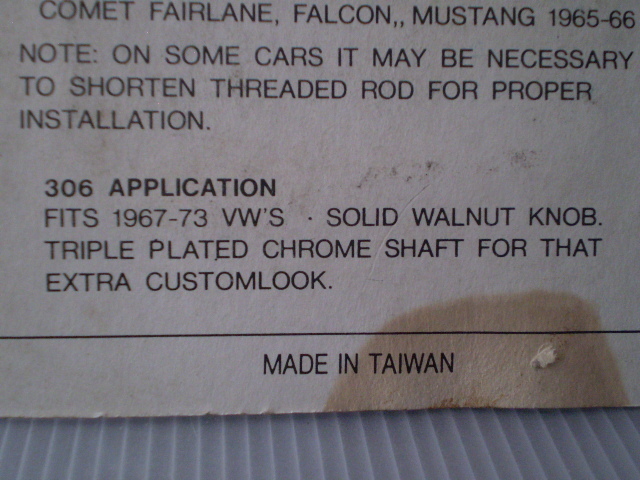 COMET FAIRLANE, FALCON,, MUSTANG 1965-66
NOTE: ON SOME CARS IT MAY BE NECESSARY
TO SHORTEN THREADED ROD FOR PROPER
INSTALLATION.
306 APPLICATION
FITS 1967-73 VW'S · SOLID WALNUT KNOB.
TRIPLE PLATED CHROME SHAFT FOR THAT
EXTRA CUSTOMLOOK.
MADE IN TAIWAN